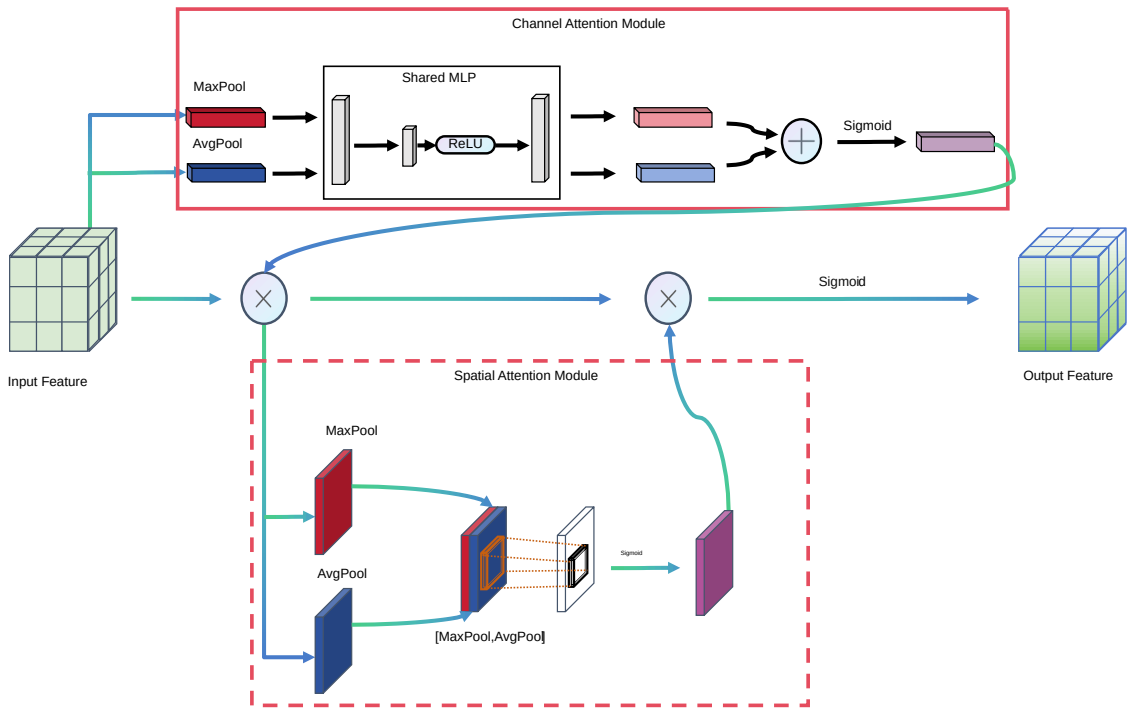 Channel Attention Module
MaxPool
Shared MLP
AvgPool
ReLU
Sigmoid
Input Feature
Sigmoid
Output Feature
Spatial Attention Module
MaxPool
AvgPool
Sigmoid
[MaxPool,AvgPool]